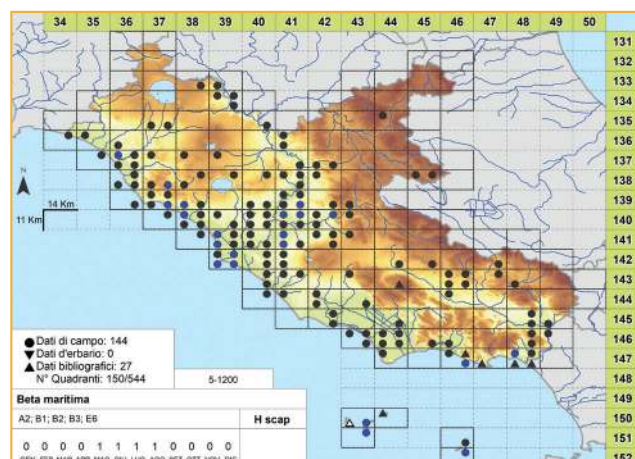 34 35 36 37 38 39 40 41 42 43 44 45 46 47 48 49 50
131
132
133
134
135
136
137
138
139
140
141
142
143
144
145
146
147
148
149
150
151
152
N
14 Km
11 Km
Dati di campo: 144
Dati d'erbario: 0
Dati bibliografici: 27
N° Quadranti: 150/544
5-1200
Beta maritima
A2; B1; B2; B3; E6
H scap
0 0 0 0 1 1 1 1 0 0 0 0